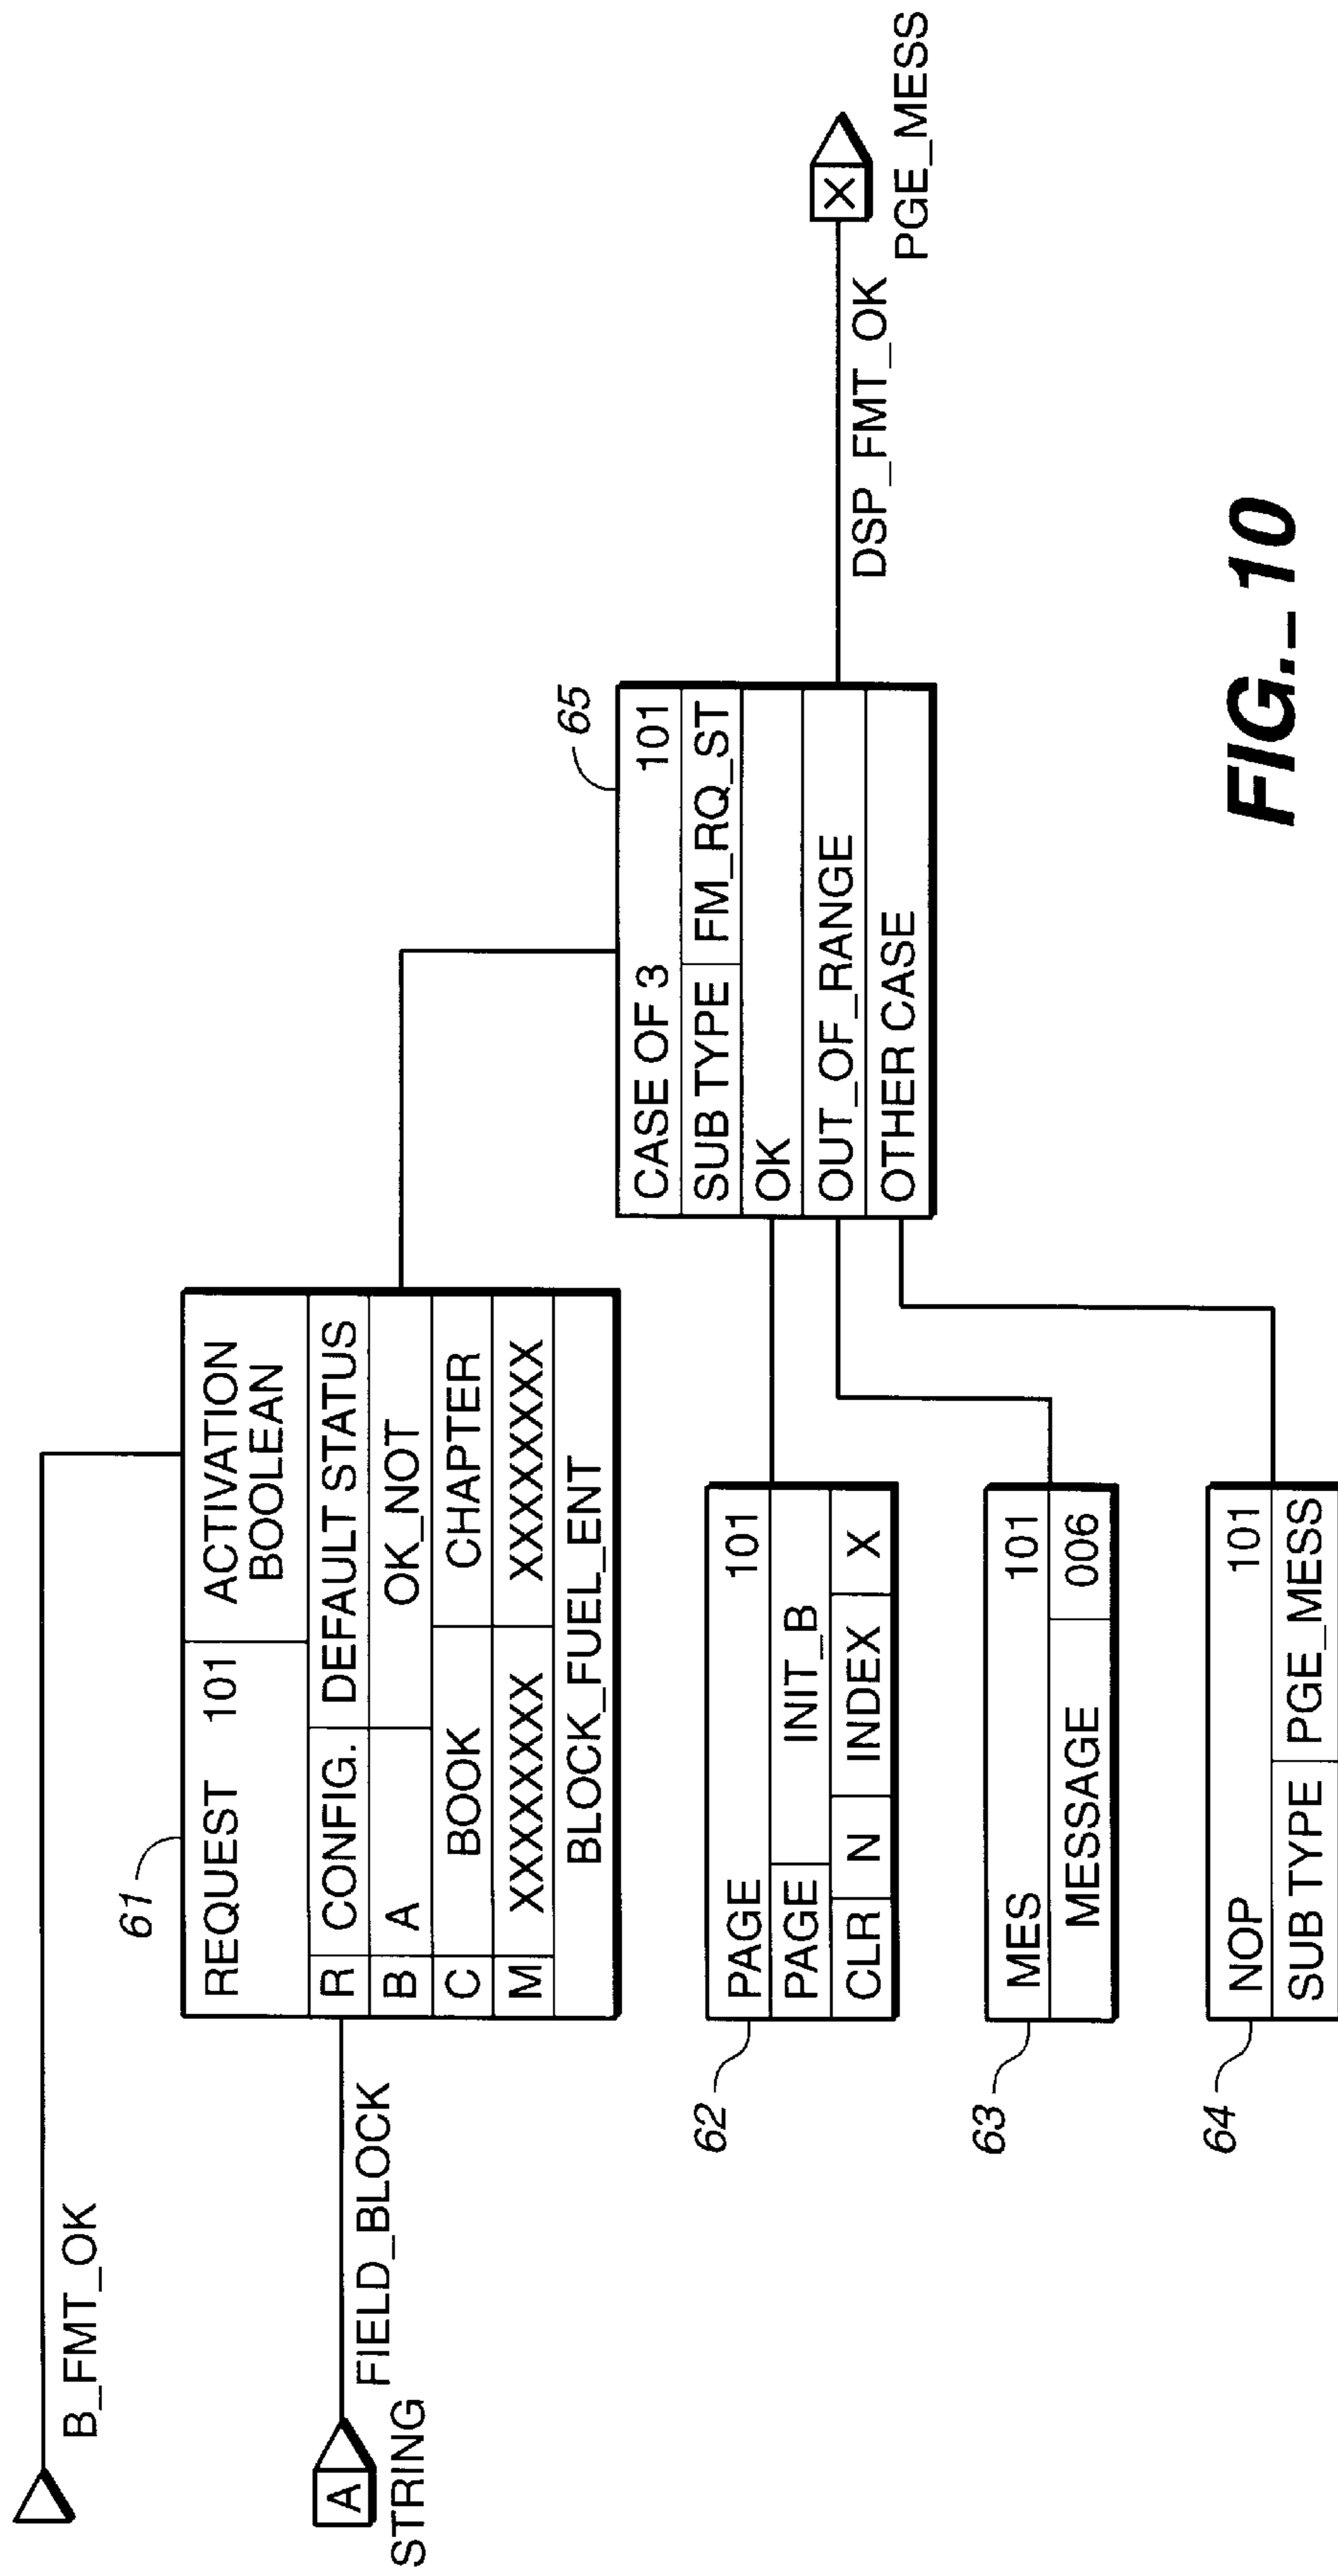 B_FMT_OK
A
STRING
FIELD_BLOCK
61
REQUEST 101 ACTIVATION BOOLEAN
R CONFIG. DEFAULT STATUS
B A OK_NOT
C BOOK CHAPTER
M XXXXXXXX XXXXXXXX
BLOCK_FUEL_ENT
62
PAGE 101
PAGE INIT_B
CLR N INDEX X
63
MES 101
MESSAGE 006
64
NOP 101
SUB TYPE PGE_MESS
65
CASE OF 3 101
SUB TYPE FM_RQ_ST
OK
OUT_OF_RANGE
OTHER CASE
DSP_FMT_OK
X
PGE_MESS
FIG._10